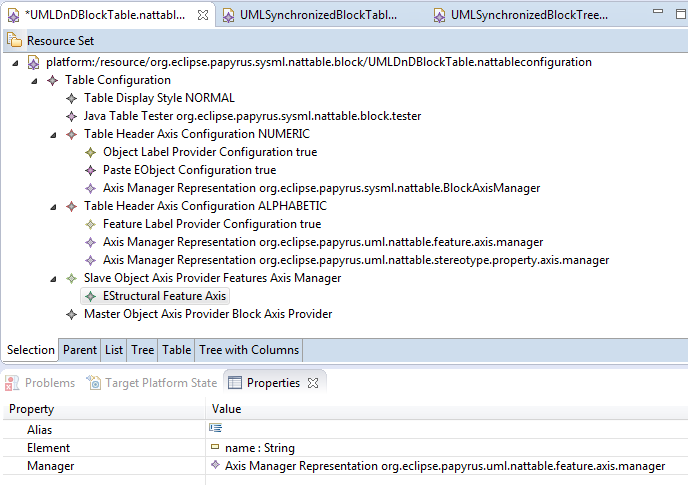 *UMLDnDBlockTable.nattabl...
UMLSynchronizedBlockTabl...
UMLSynchronizedBlockTree...
Resource Set
platform:/resource/org.eclipse.papyrus.sysml.nattable.block/UMLDnDBlockTable.nattableconfiguration
Table Configuration
Table Display Style NORMAL
Java Table Tester org.eclipse.papyrus.sysml.nattable.block.tester
Table Header Axis Configuration NUMERIC
Object Label Provider Configuration true
Paste EObject Configuration true
Axis Manager Representation org.eclipse.papyrus.sysml.nattable.BlockAxisManager
Table Header Axis Configuration ALPHABETIC
Feature Label Provider Configuration true
Axis Manager Representation org.eclipse.papyrus.uml.nattable.feature.axis.manager
Axis Manager Representation org.eclipse.papyrus.uml.nattable.stereotype.property.axis.manager
Slave Object Axis Provider Features Axis Manager
EStructural Feature Axis
Master Object Axis Provider Block Axis Provider
Selection Parent List Tree Table Tree with Columns
Problems Target Platform State Properties
Property Value
Alias
Element name : String
Manager Axis Manager Representation org.eclipse.papyrus.uml.nattable.feature.axis.manager